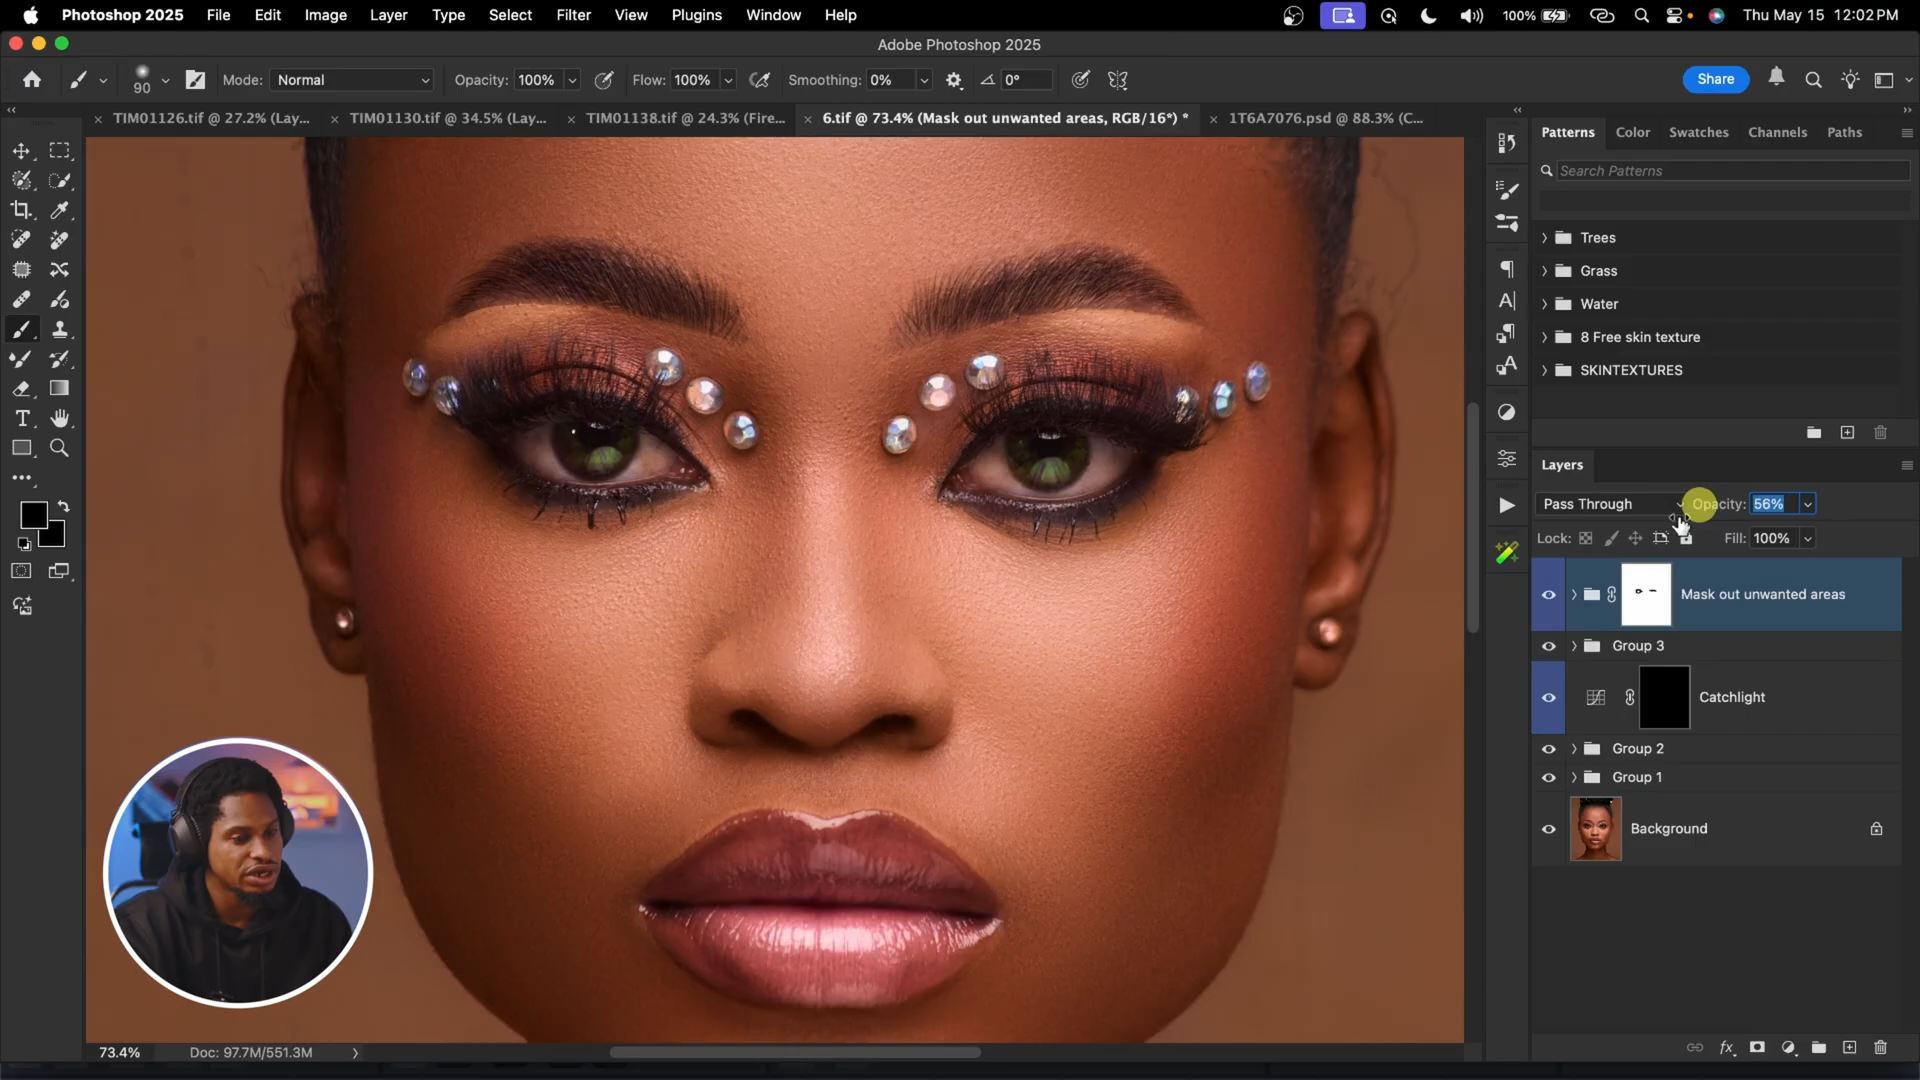 Photoshop 2025 File Edit Image Layer Type Select Filter View Plugins Window Help 100% Thu May 15 12:02 PM
Adobe Photoshop 2025
90 Mode: Normal Opacity: 100% Flow: 100% Smoothing: 0% 0° Share
TIM01126.tif @ 27.2% (Lay... TIM01130.tif @ 34.5% (Lay... TIM01138.tif @ 24.3% (Fire... 6.tif @ 73.4% (Mask out unwanted areas, RGB/16*) * 1T6A7076.psd @ 88.3% (C...
Patterns Color Swatches Channels Paths
Search Patterns
Trees
Grass
Water
8 Free skin texture
SKINTEXTURES
Layers
Pass Through Opacity: 56%
Lock: Fill: 100%
Mask out unwanted areas
Group 3
Catchlight
Group 2
Group 1
Background
73.4% Doc: 97.7M/551.3M